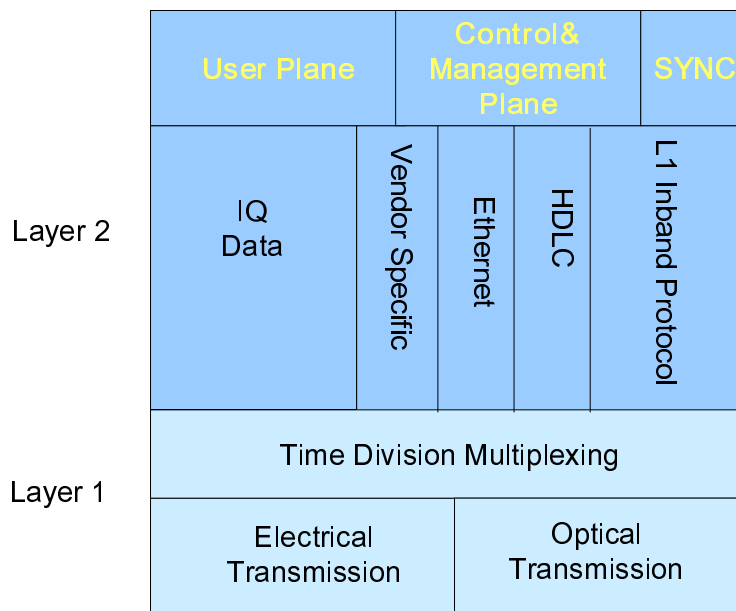 User Plane
Control&
Management
Plane
SYNC
Layer 2
IQ
Data
Vendor Specific
Ethernet
HDLC
L1 Inband Protocol
Layer 1
Time Division Multiplexing
Electrical
Transmission
Optical
Transmission